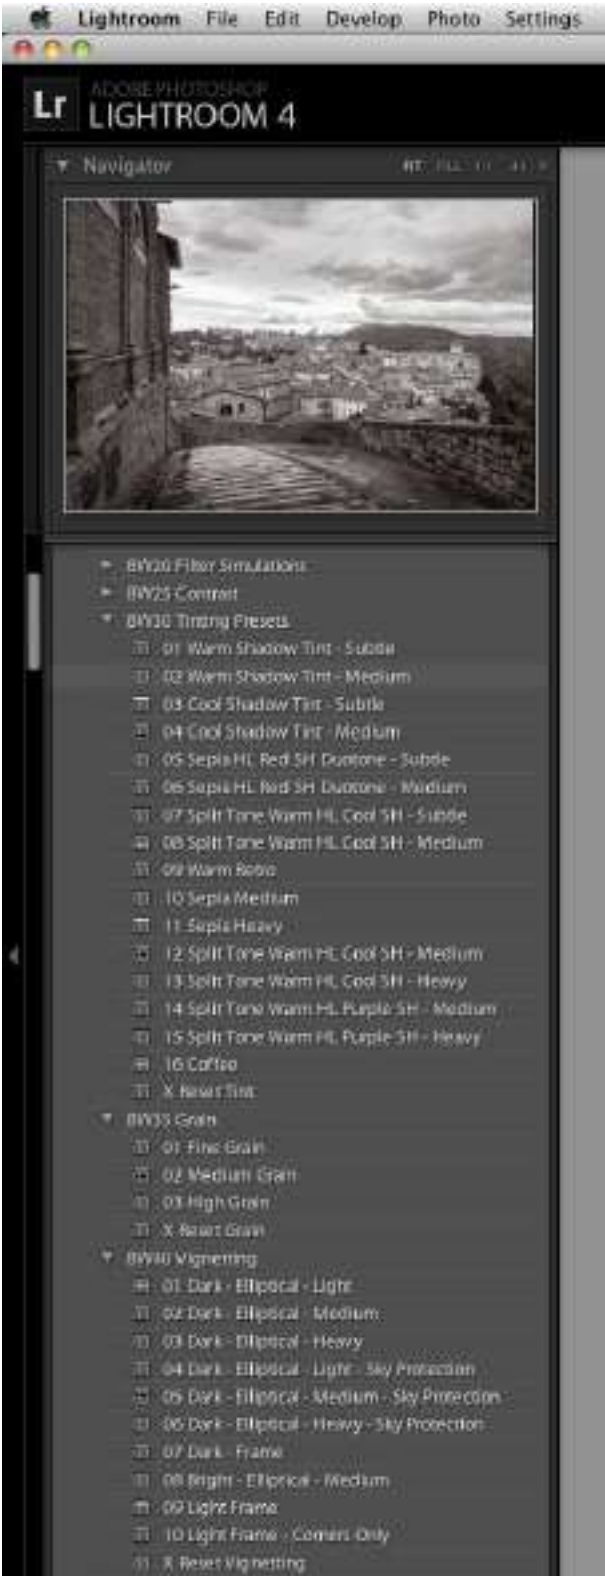 Lightroom File Edit Develop Photo Settings
Lr ADOBE PHOTOSHOP
LIGHTROOM 4
Navigator FIT FILL
BW20 Filter Simulations
BW25 Contrast
BW30 Tinting Presets
01 Warm Shadow Tint - Subtle
02 Warm Shadow Tint - Medium
03 Cool Shadow Tint - Subtle
04 Cool Shadow Tint - Medium
05 Sepia HL Red SH Duotone - Subtle
06 Sepia HL Red SH Duotone - Medium
07 Split Tone Warm HL Cool SH - Subtle
08 Split Tone Warm HL Cool SH - Medium
09 Warm Retro
10 Sepia Medium
11 Sepia Heavy
12 Split Tone Warm HL Cool SH - Medium
13 Split Tone Warm HL Cool SH - Heavy
14 Split Tone Warm HL Purple SH - Medium
15 Split Tone Warm HL Purple SH - Heavy
16 Coffee
X Reset Tint
BW35 Grain
01 Fine Grain
02 Medium Grain
03 High Grain
X Reset Grain
BW40 Vignetting
01 Dark - Elliptical - Light
02 Dark - Elliptical - Medium
03 Dark - Elliptical - Heavy
04 Dark - Elliptical - Light - Sky Protection
05 Dark - Elliptical - Medium - Sky Protection
06 Dark - Elliptical - Heavy - Sky Protection
07 Dark - Frame
08 Bright - Elliptical - Medium
09 Light Frame
10 Light Frame - Corners Only
X Reset Vignetting